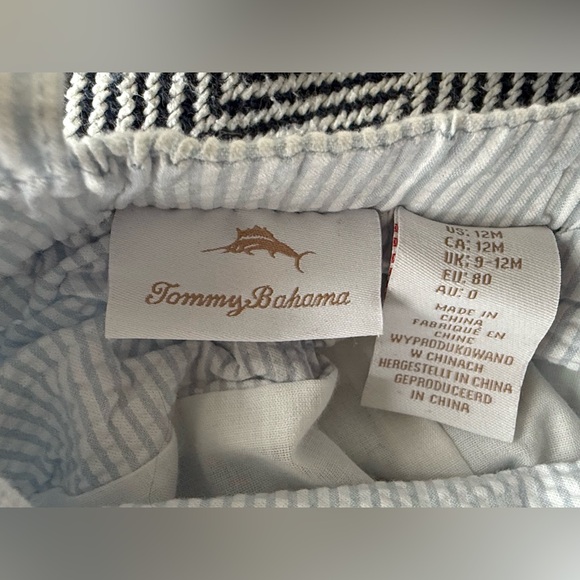 Tommy Bahama
US: 12M
CA: 12M
UK: 9-12M
EU: 80
AU: 0
MADE IN
CHINA
FABRIQUÉ EN
CHINE
WYPRODUKOWANO
W CHINACH
HERGESTELLT IN CHINA
GEPRODUCEERD
IN CHINA